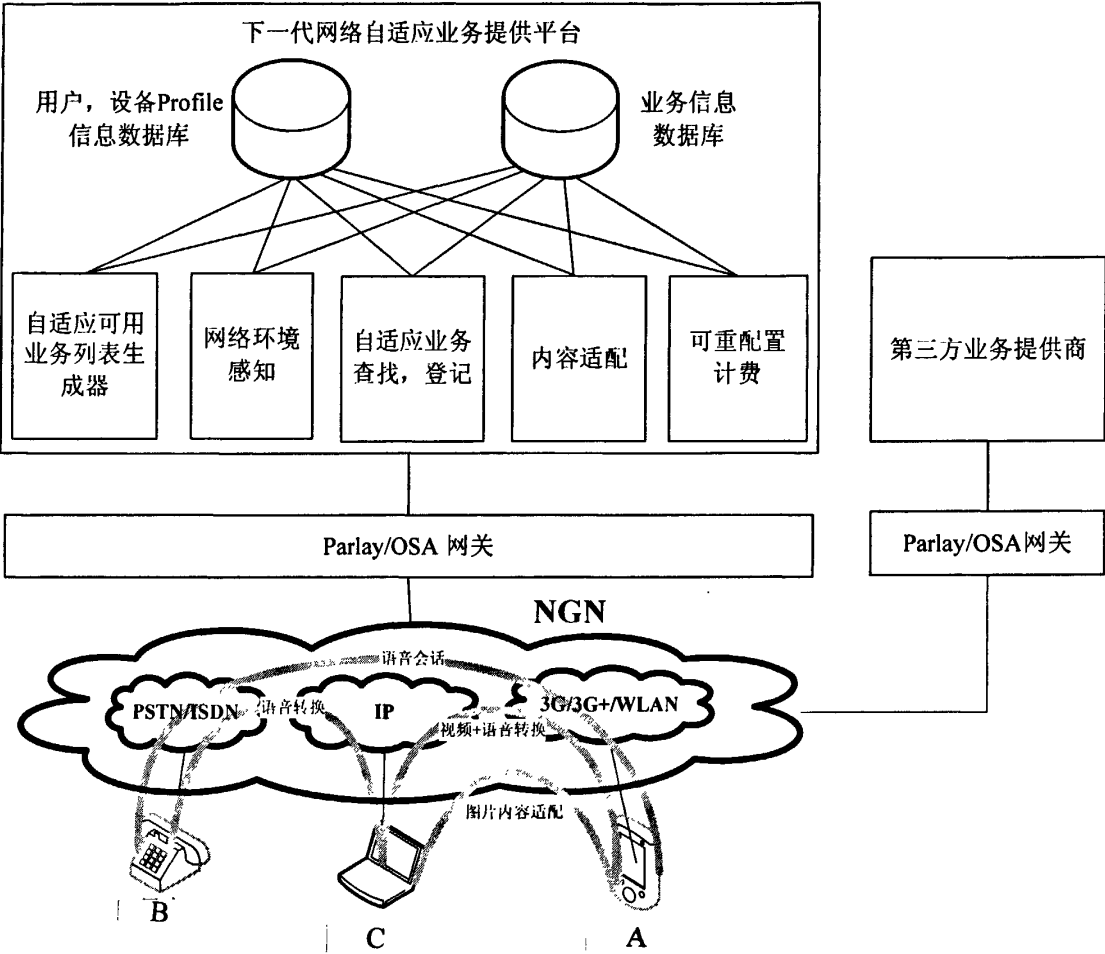 下一代网络自适应业务提供平台
用户，设备Profile
信息数据库
业务信息
数据库
自适应可用
业务列表生
成器
网络环境
感知
自适应业务
查找，登记
内容适配
可重配置
计费
第三方业务提供商
Parlay/OSA 网关
Parlay/OSA网关
NGN
语音会话
PSTN/ISDN
语音转换
IP
3G/3G+/WLAN
视频+语音转换
图片内容适配
B
C
A